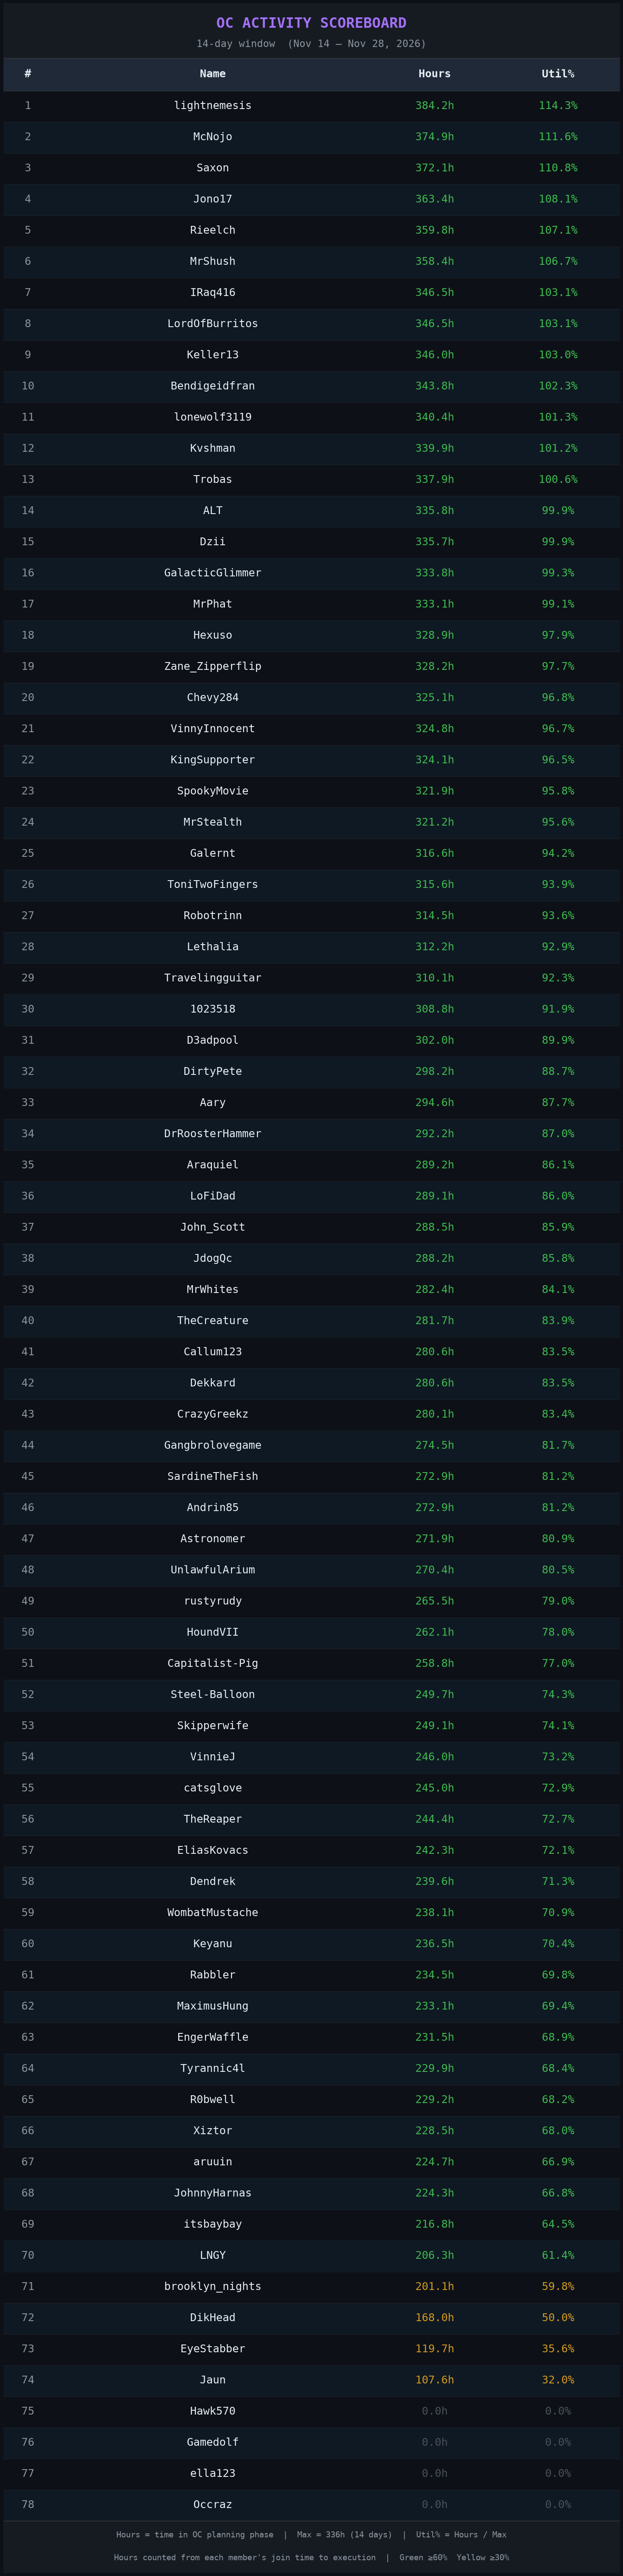 OC ACTIVITY SCOREBOARD
14-day window  (Nov 14 — Nov 28, 2026)
# Name Hours Util%
1 lightnemesis 384.2h 114.3%
2 McNojo 374.9h 111.6%
3 Saxon 372.1h 110.8%
4 Jono17 363.4h 108.1%
5 Rieelch 359.8h 107.1%
6 MrShush 358.4h 106.7%
7 IRaq416 346.5h 103.1%
8 LordOfBurritos 346.5h 103.1%
9 Keller13 346.0h 103.0%
10 Bendigeidfran 343.8h 102.3%
11 lonewolf3119 340.4h 101.3%
12 Kvshman 339.9h 101.2%
13 Trobas 337.9h 100.6%
14 ALT 335.8h 99.9%
15 Dzii 335.7h 99.9%
16 GalacticGlimmer 333.8h 99.3%
17 MrPhat 333.1h 99.1%
18 Hexuso 328.9h 97.9%
19 Zane_Zipperflip 328.2h 97.7%
20 Chevy284 325.1h 96.8%
21 VinnyInnocent 324.8h 96.7%
22 KingSupporter 324.1h 96.5%
23 SpookyMovie 321.9h 95.8%
24 MrStealth 321.2h 95.6%
25 Galernt 316.6h 94.2%
26 ToniTwoFingers 315.6h 93.9%
27 Robotrinn 314.5h 93.6%
28 Lethalia 312.2h 92.9%
29 Travelingguitar 310.1h 92.3%
30 1023518 308.8h 91.9%
31 D3adpool 302.0h 89.9%
32 DirtyPete 298.2h 88.7%
33 Aary 294.6h 87.7%
34 DrRoosterHammer 292.2h 87.0%
35 Araquiel 289.2h 86.1%
36 LoFiDad 289.1h 86.0%
37 John_Scott 288.5h 85.9%
38 JdogQc 288.2h 85.8%
39 MrWhites 282.4h 84.1%
40 TheCreature 281.7h 83.9%
41 Callum123 280.6h 83.5%
42 Dekkard 280.6h 83.5%
43 CrazyGreekz 280.1h 83.4%
44 Gangbrolovegame 274.5h 81.7%
45 SardineTheFish 272.9h 81.2%
46 Andrin85 272.9h 81.2%
47 Astronomer 271.9h 80.9%
48 UnlawfulArium 270.4h 80.5%
49 rustyrudy 265.5h 79.0%
50 HoundVII 262.1h 78.0%
51 Capitalist-Pig 258.8h 77.0%
52 Steel-Balloon 249.7h 74.3%
53 Skipperwife 249.1h 74.1%
54 VinnieJ 246.0h 73.2%
55 catsglove 245.0h 72.9%
56 TheReaper 244.4h 72.7%
57 EliasKovacs 242.3h 72.1%
58 Dendrek 239.6h 71.3%
59 WombatMustache 238.1h 70.9%
60 Keyanu 236.5h 70.4%
61 Rabbler 234.5h 69.8%
62 MaximusHung 233.1h 69.4%
63 EngerWaffle 231.5h 68.9%
64 Tyrannic4l 229.9h 68.4%
65 R0bwell 229.2h 68.2%
66 Xiztor 228.5h 68.0%
67 aruuin 224.7h 66.9%
68 JohnnyHarnas 224.3h 66.8%
69 itsbaybay 216.8h 64.5%
70 LNGY 206.3h 61.4%
71 brooklyn_nights 201.1h 59.8%
72 DikHead 168.0h 50.0%
73 EyeStabber 119.7h 35.6%
74 Jaun 107.6h 32.0%
75 Hawk570 0.0h 0.0%
76 Gamedolf 0.0h 0.0%
77 ella123 0.0h 0.0%
78 Occraz 0.0h 0.0%
Hours = time in OC planning phase  |  Max = 336h (14 days)  |  Util% = Hours / Max
Hours counted from each member's join time to execution  |  Green ≥60%  Yellow ≥30%